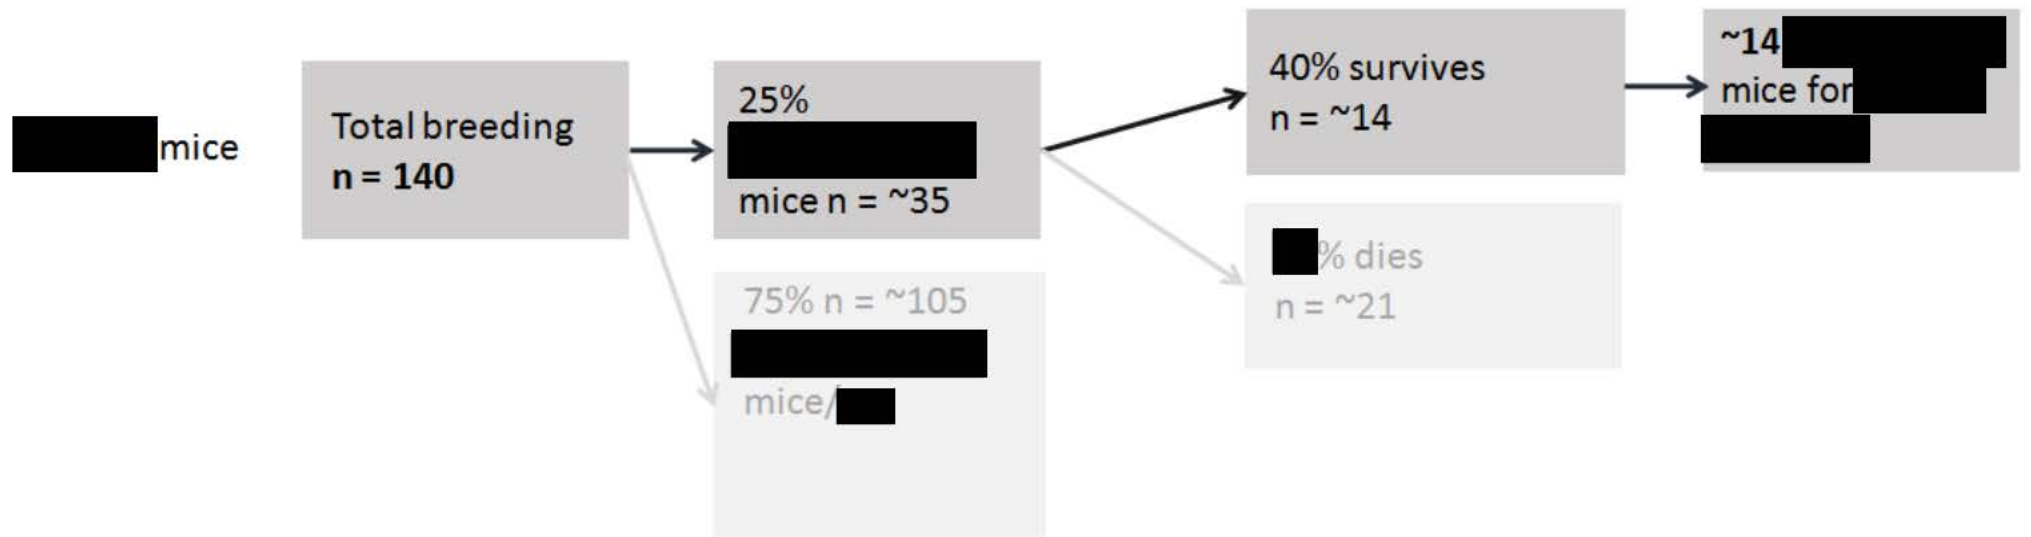 mice
Total breeding
n = 140
25%
mice n = ~35
75% n = ~105
mice/
40% survives
n = ~14
% dies
n = ~21
~14
mice for